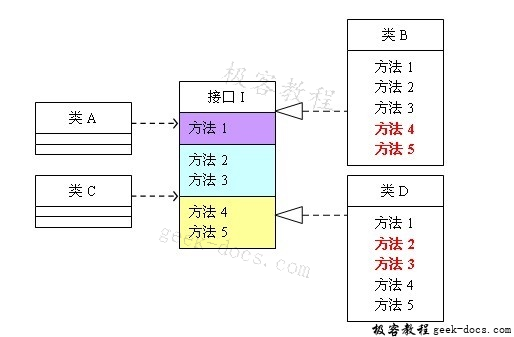 类 A
类 C
接口 I
方法 1
方法 2
方法 3
方法 4
方法 5
类 B
方法 1
方法 2
方法 3
方法 4
方法 5
类 D
方法 1
方法 2
方法 3
方法 4
方法 5
极客教程
geek-docs.com
极客教程 geek-docs.com